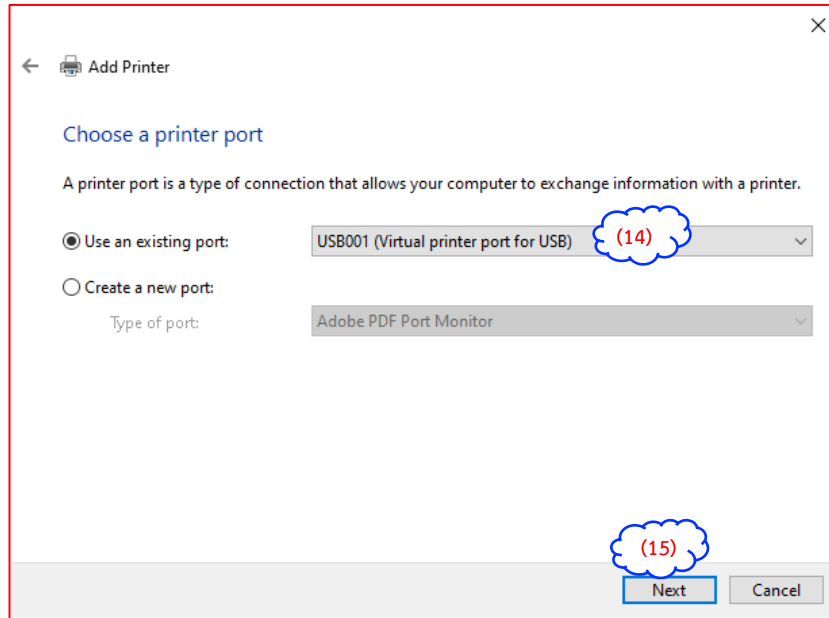 Add Printer
Choose a printer port
A printer port is a type of connection that allows your computer to exchange information with a printer.
Use an existing port: USB001 (Virtual printer port for USB) (14)
Create a new port:
Type of port: Adobe PDF Port Monitor
(15)
Next Cancel